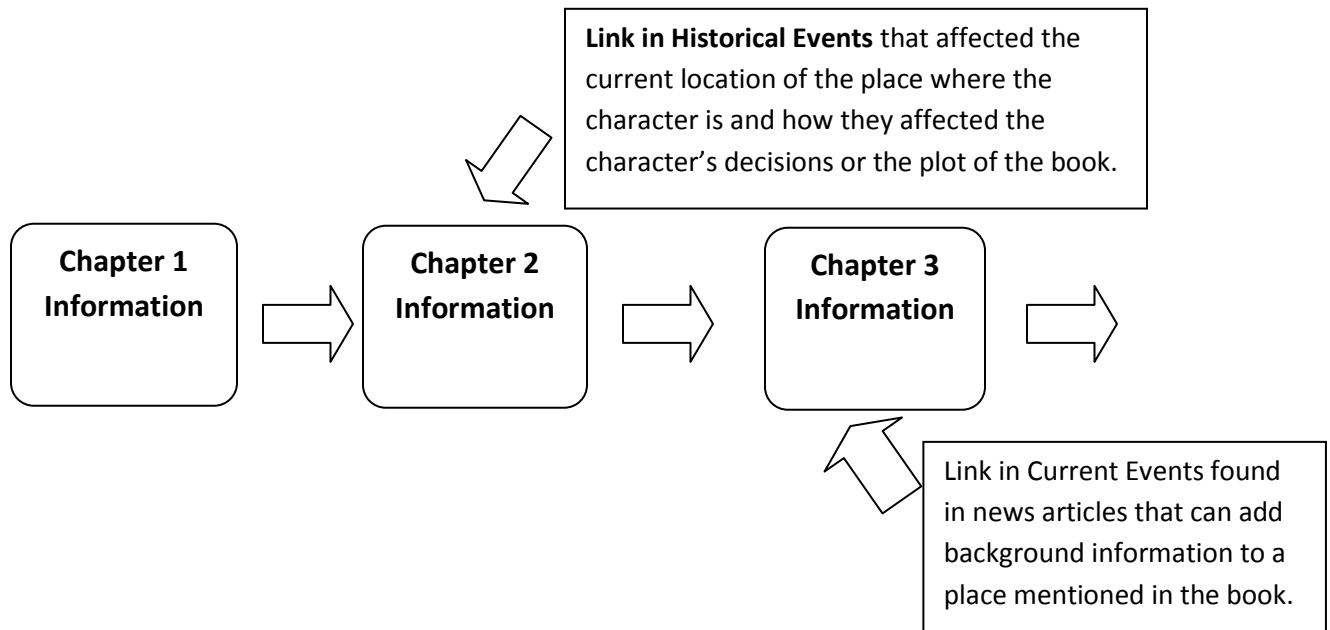 Link in Historical Events that affected the
current location of the place where the
character is and how they affected the
character’s decisions or the plot of the book.
Chapter 1
Information
Chapter 2
Information
Chapter 3
Information
Link in Current Events found
in news articles that can add
background information to a
place mentioned in the book.